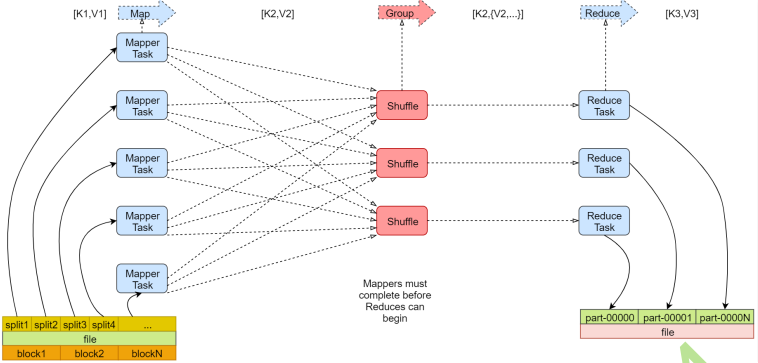 [K1,V1]
Map
[K2,V2]
Group
[K2,{V2,...}]
Reduce
[K3,V3]
Mapper
Task
Mapper
Task
Mapper
Task
Mapper
Task
Mapper
Task
Shuffle
Shuffle
Shuffle
Reduce
Task
Reduce
Task
Reduce
Task
Mappers must
complete before
Reduces can
begin
split1 split2 split3 split4 ...
file
block1 block2 blockN
part-00000 part-00001 part-0000N
file